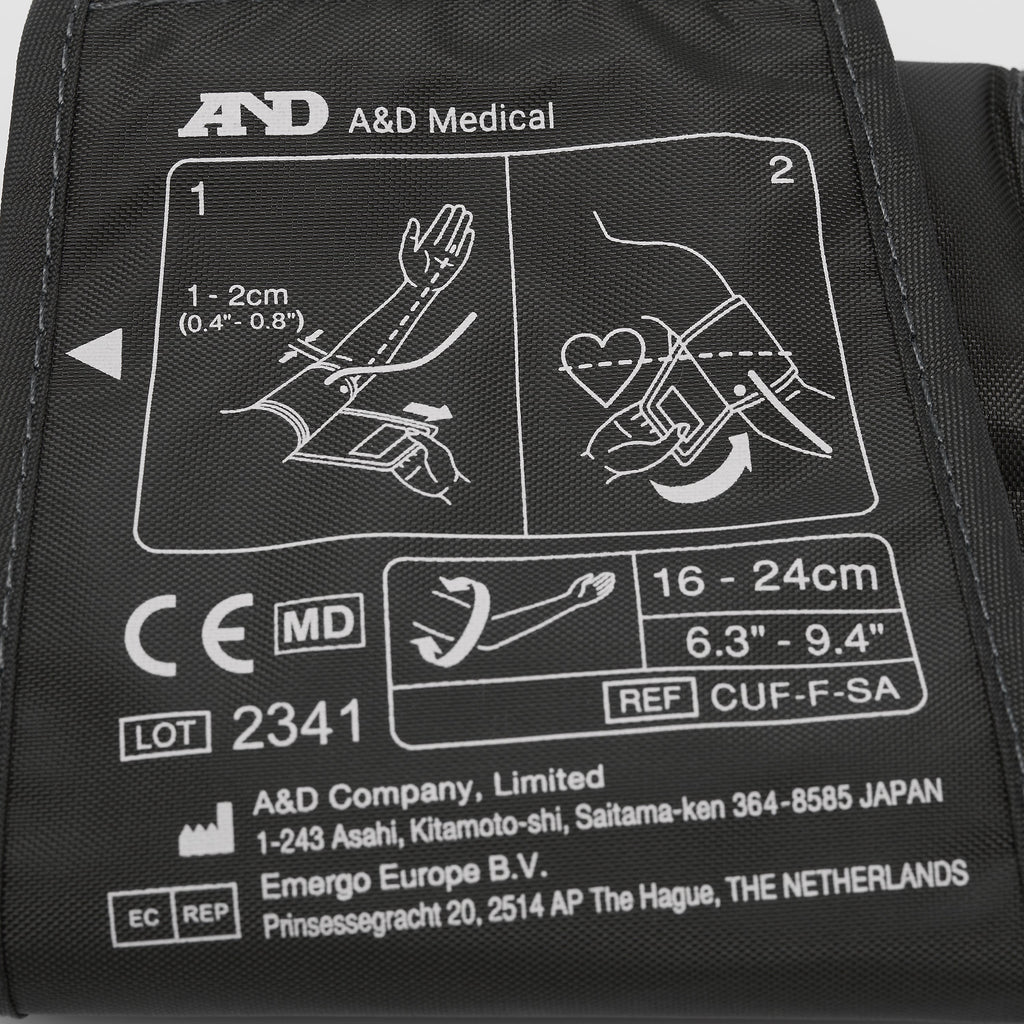 AND A&D Medical
1
2
1 - 2cm
(0.4"- 0.8")
CE MD
16 - 24cm
6.3" - 9.4"
REF CUF-F-SA
LOT 2341
A&D Company, Limited
1-243 Asahi, Kitamoto-shi, Saitama-ken 364-8585 JAPAN
EC REP Emergo Europe B.V.
Prinsessegracht 20, 2514 AP The Hague, THE NETHERLANDS